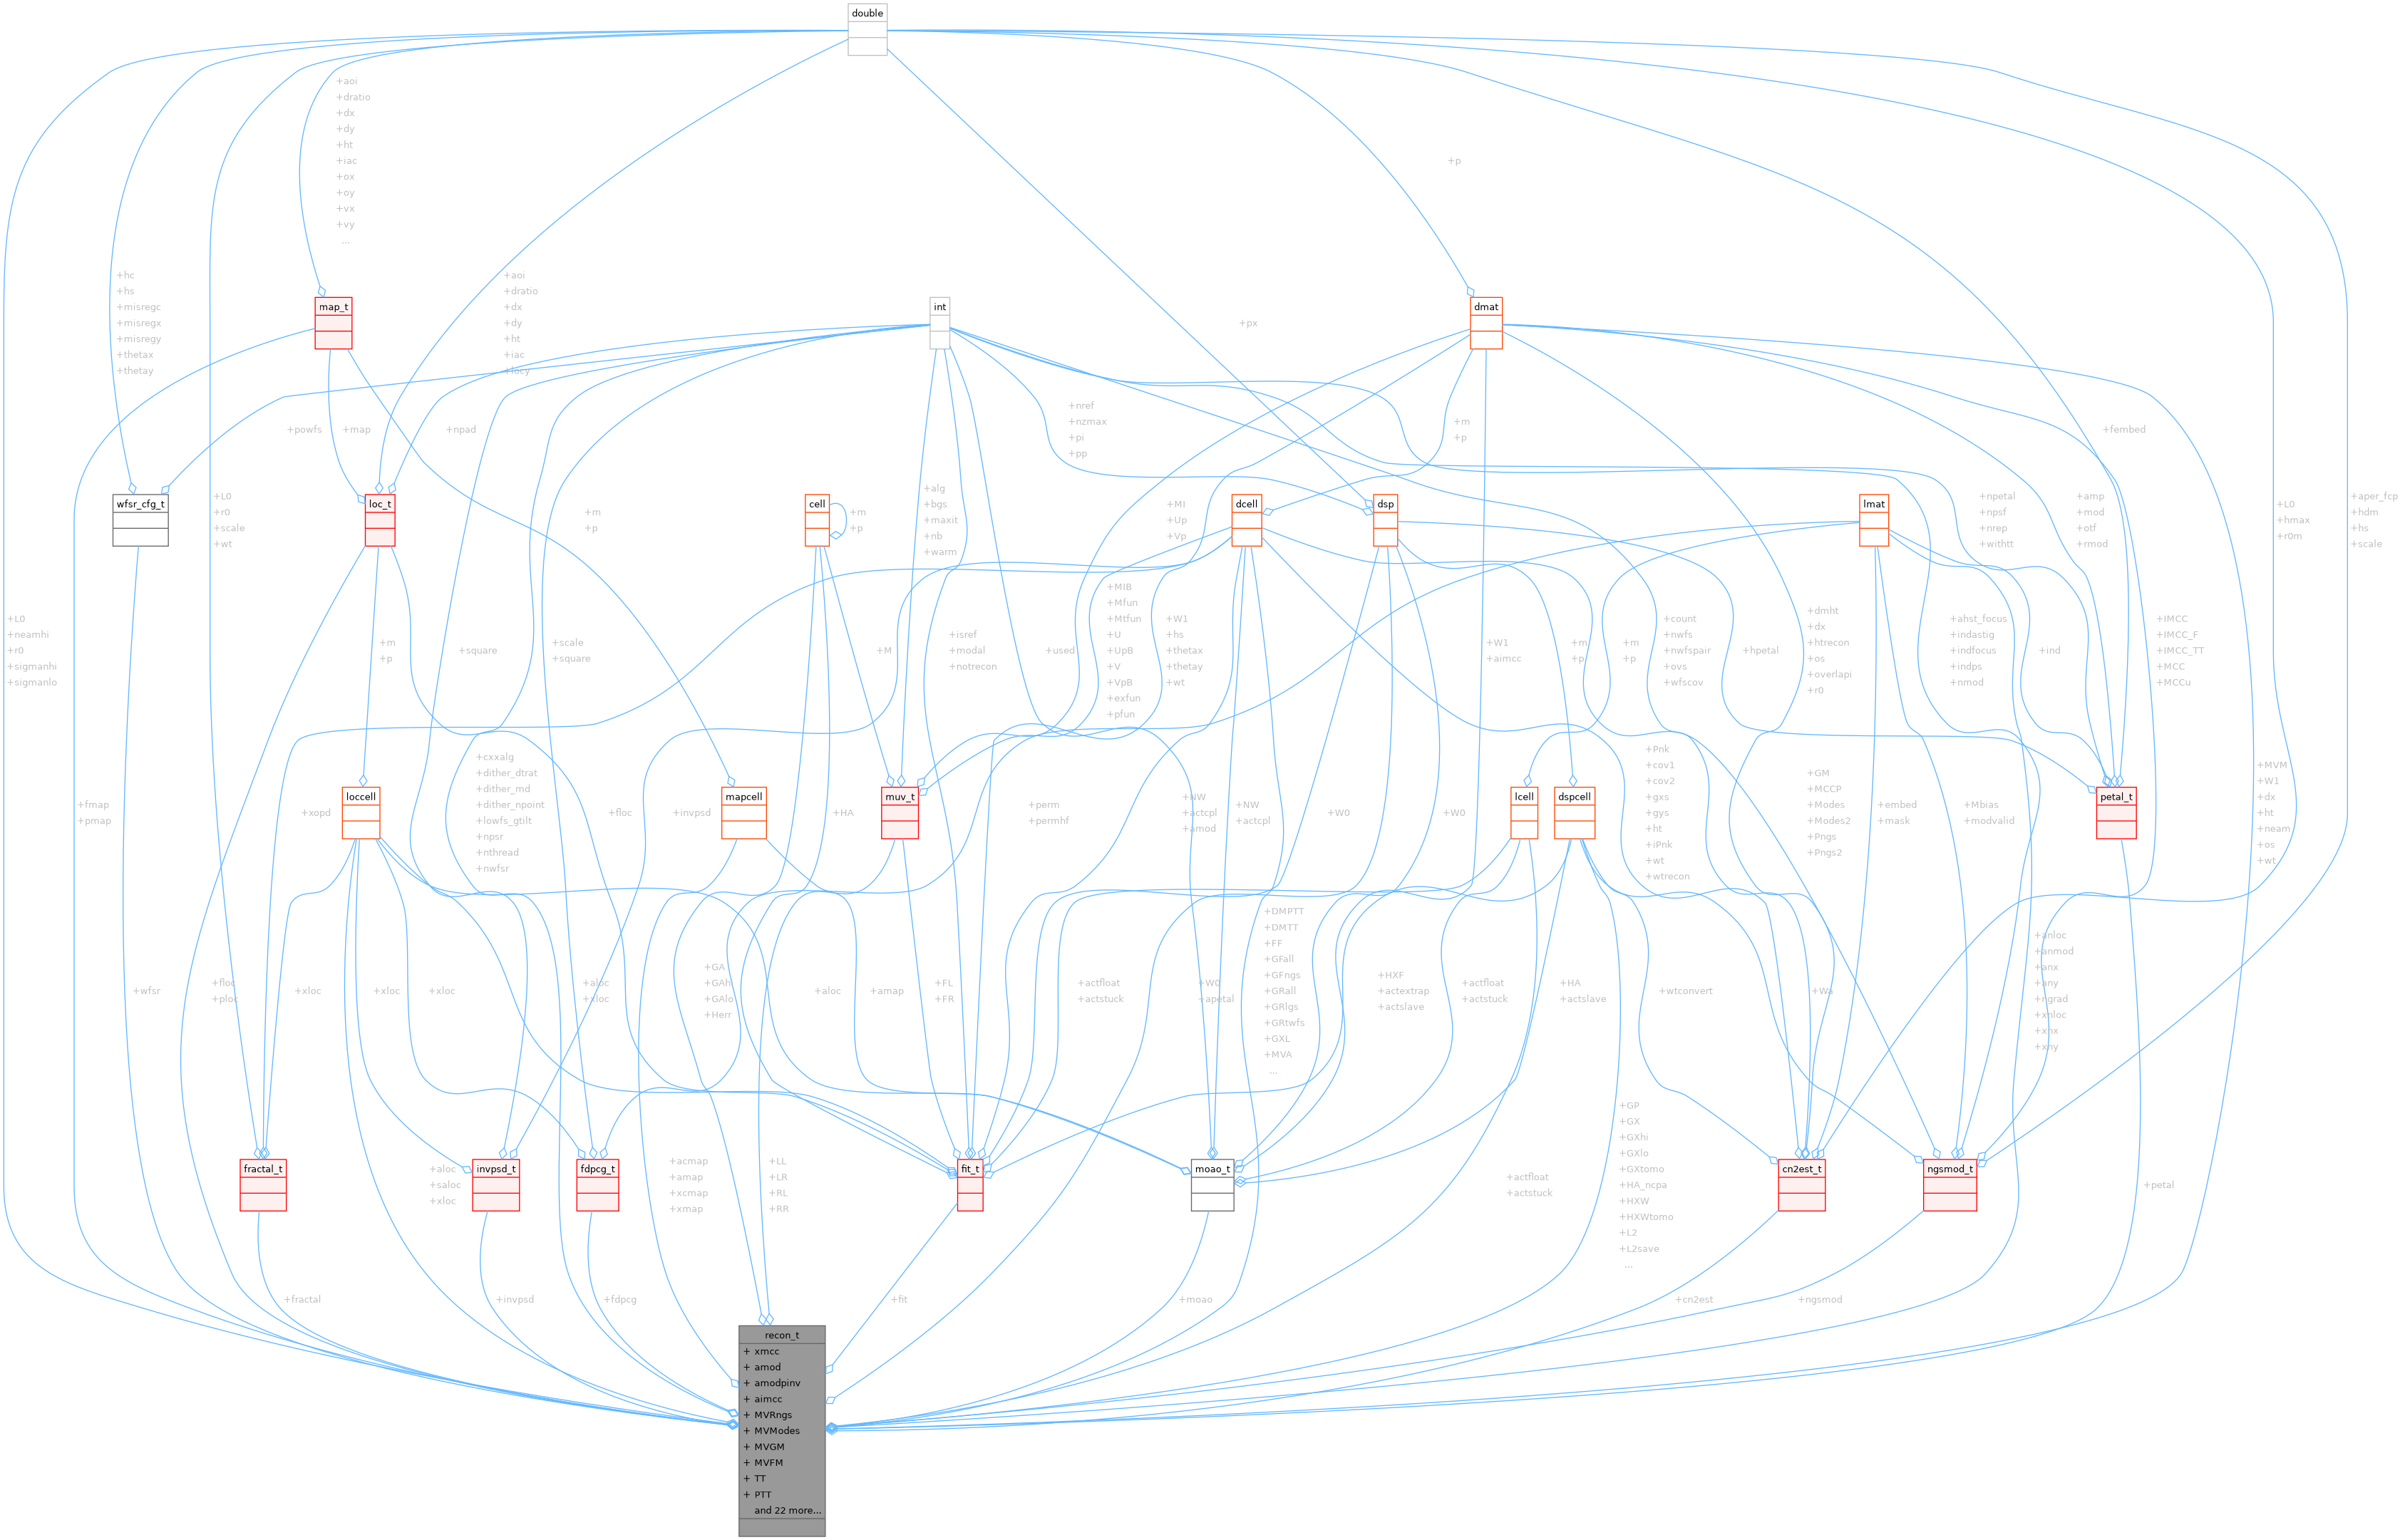 double
+aoi
+dratio
+dx
+dy
+ht
+iac
+ox
+oy
+vx
+vy
...
+p
+hc
+hs
+misregc
+misregx
+misregy
+thetax
+thetay
map_t
+aoi
+dratio
+dx
+dy
+ht
+iac
+locy
int
+px
dmat
+powfs
+map
+npad
+nref
+nzmax
+pi
+pp
+m
+p
+fembed
wfsr_cfg_t
+L0
+r0
+scale
+wt
loc_t
+m
+p
cell
+m
+p
+alg
+bgs
+maxit
+nb
+warm
+MI
+Up
+Vp
dcell
dsp
lmat
+npetal
+npsf
+nrep
+withtt
+amp
+mod
+otf
+rmod
+L0
+hmax
+r0m
+aper_fcp
+hdm
+hs
+scale
+L0
+neamhi
+r0
+sigmanhi
+sigmanlo
+m
+p
+square
+scale
+square
+M
+isref
+modal
+notrecon
+used
+MIB
+Mfun
+Mtfun
+U
+UpB
+V
+VpB
+exfun
+pfun
+W1
+hs
+thetax
+thetay
+wt
+W1
+aimcc
+m
+p
+m
+p
+count
+nwfs
+nwfspair
+ovs
+wfscov
+hpetal
+dmht
+dx
+htrecon
+os
+overlapi
+r0
+ahst_focus
+indastig
+indfocus
+indps
+nmod
+ind
+IMCC
+IMCC_F
+IMCC_TT
+MCC
+MCCu
+fmap
+pmap
+xopd
loccell
+cxxalg
+dither_dtrat
+dither_md
+dither_npoint
+lowfs_gtilt
+npsr
+nthread
+nwfsr
+floc
+invpsd
mapcell
+HA
muv_t
+perm
+permhf
+NW
+actcpl
+amod
+NW
+actcpl
+W0
+W0
lcell
dspcell
+Pnk
+cov1
+cov2
+gxs
+gys
+ht
+iPnk
+wt
+wtrecon
+GM
+MCCP
+Modes
+Modes2
+Pngs
+Pngs2
+embed
+mask
+Mbias
+modvalid
petal_t
+MVM
+W1
+dx
+ht
+neam
+os
+wt
+wfsr
+floc
+ploc
+xloc
+xloc
+xloc
+aloc
+xloc
+GA
+GAhi
+GAlo
+Herr
+aloc
+amap
+FL
+FR
+actfloat
+actstuck
+W0
+apetal
+DMPTT
+DMTT
+FF
+GFall
+GFngs
+GRall
+GRlgs
+GRtwfs
+GXL
+MVA
...
+HXF
+actextrap
+actslave
+actfloat
+actstuck
+HA
+actslave
+wtconvert
+Wa
+anloc
+anmod
+anx
+any
+ngrad
+xnloc
+xnx
+xny
fractal_t
+aloc
+saloc
+xloc
invpsd_t
fdpcg_t
+acmap
+amap
+xcmap
+xmap
+LL
+LR
+RL
+RR
fit_t
moao_t
+actfloat
+actstuck
+GP
+GX
+GXhi
+GXlo
+GXtomo
+HA_ncpa
+HXW
+HXWtomo
+L2
+L2save
...
cn2est_t
ngsmod_t
+petal
+fractal
+invpsd
+fdpcg
+fit
+moao
+cn2est
+ngsmod
recon_t
+ xmcc
+ amod
+ amodpinv
+ aimcc
+ MVRngs
+ MVModes
+ MVGM
+ MVFM
+ TT
+ PTT
and 22 more...